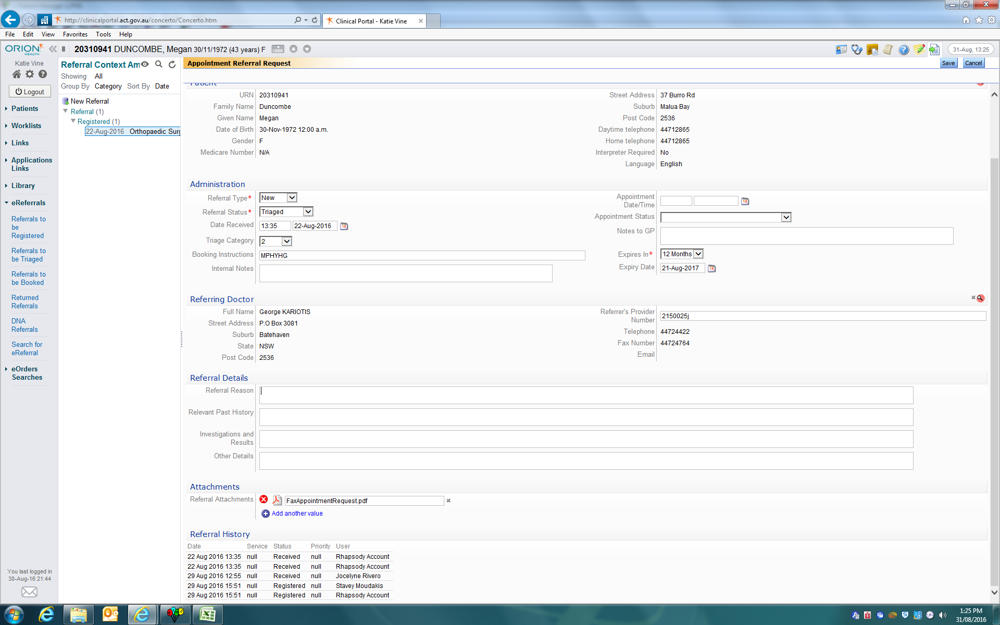 http://clinicalportal.act.gov.au/concerto/Concerto.htm
Clinical Portal - Katie Vine
File Edit View Favorites Tools Help
ORION HEALTH
20310941 DUNCOMBE, Megan 30/11/1972 (43 years) F
31-Aug, 13:25
Katie Vine
Logout
Patients
Worklists
Links
Applications
Links
Library
eReferrals
Referrals to
be
Registered
Referrals to
be Triaged
Referrals to
be Booked
Returned
Referrals
DNA
Referrals
Search for
eReferral
eOrders
Searches
You last logged in
30-Aug-16 21:44
Referral Context Am
Showing All
Group By Category Sort By Date
New Referral
Referral (1)
Registered (1)
22-Aug-2016 Orthopaedic Surg
Appointment Referral Request
Save Cancel
Patient
URN 20310941
Family Name Duncombe
Given Name Megan
Date of Birth 30-Nov-1972 12:00 a.m.
Gender F
Medicare Number N/A
Street Address 37 Burro Rd
Suburb Malua Bay
Post Code 2536
Daytime telephone 44712865
Home telephone 44712865
Interpreter Required No
Language English
Administration
Referral Type* New
Referral Status* Triaged
Date Received 13:35 22-Aug-2016
Triage Category 2
Booking Instructions MPHYHG
Internal Notes
Appointment
Date/Time
Appointment Status
Notes to GP
Expires In* 12 Months
Expiry Date 21-Aug-2017
Referring Doctor
Full Name George KARIOTIS
Street Address P.O Box 3081
Suburb Batehaven
State NSW
Post Code 2536
Referrer's Provider
Number 2150025j
Telephone 44724422
Fax Number 44724764
Email
Referral Details
Referral Reason
Relevant Past History
Investigations and
Results
Other Details
Attachments
Referral Attachments FaxAppointmentRequest.pdf
Add another value
Referral History
Date Service Status Priority User
22 Aug 2016 13:35 null Received null Rhapsody Account
22 Aug 2016 13:35 null Received null Rhapsody Account
29 Aug 2016 12:55 null Received null Jocelyne Rivero
29 Aug 2016 15:51 null Registered null Stavey Moudakis
29 Aug 2016 15:51 null Registered null Rhapsody Account
1:25 PM
31/08/2016